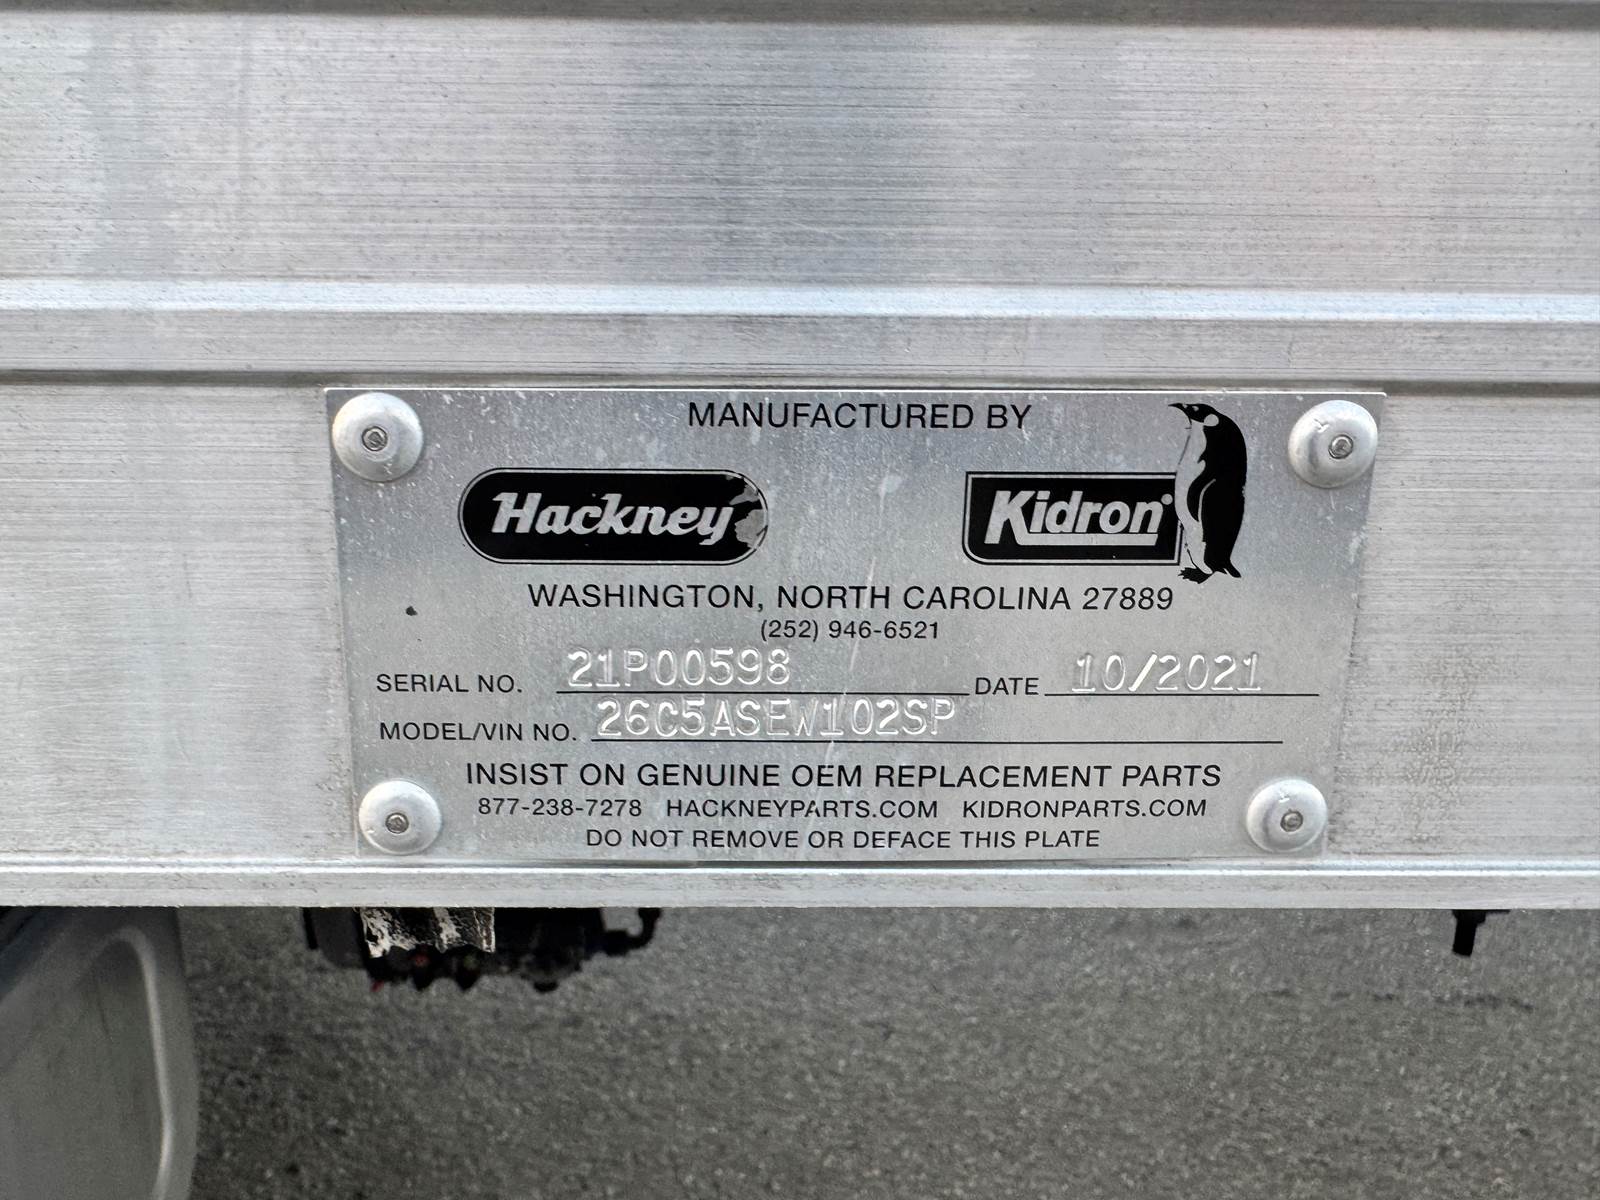 MANUFACTURED BY
Hackney Kidron®
WASHINGTON, NORTH CAROLINA 27889
(252) 946-6521
SERIAL NO. 21P00598 DATE 10/2021
MODEL/VIN NO. 26C5ASEW102SP
INSIST ON GENUINE OEM REPLACEMENT PARTS
877-238-7278 HACKNEYPARTS.COM KIDRONPARTS.COM
DO NOT REMOVE OR DEFACE THIS PLATE